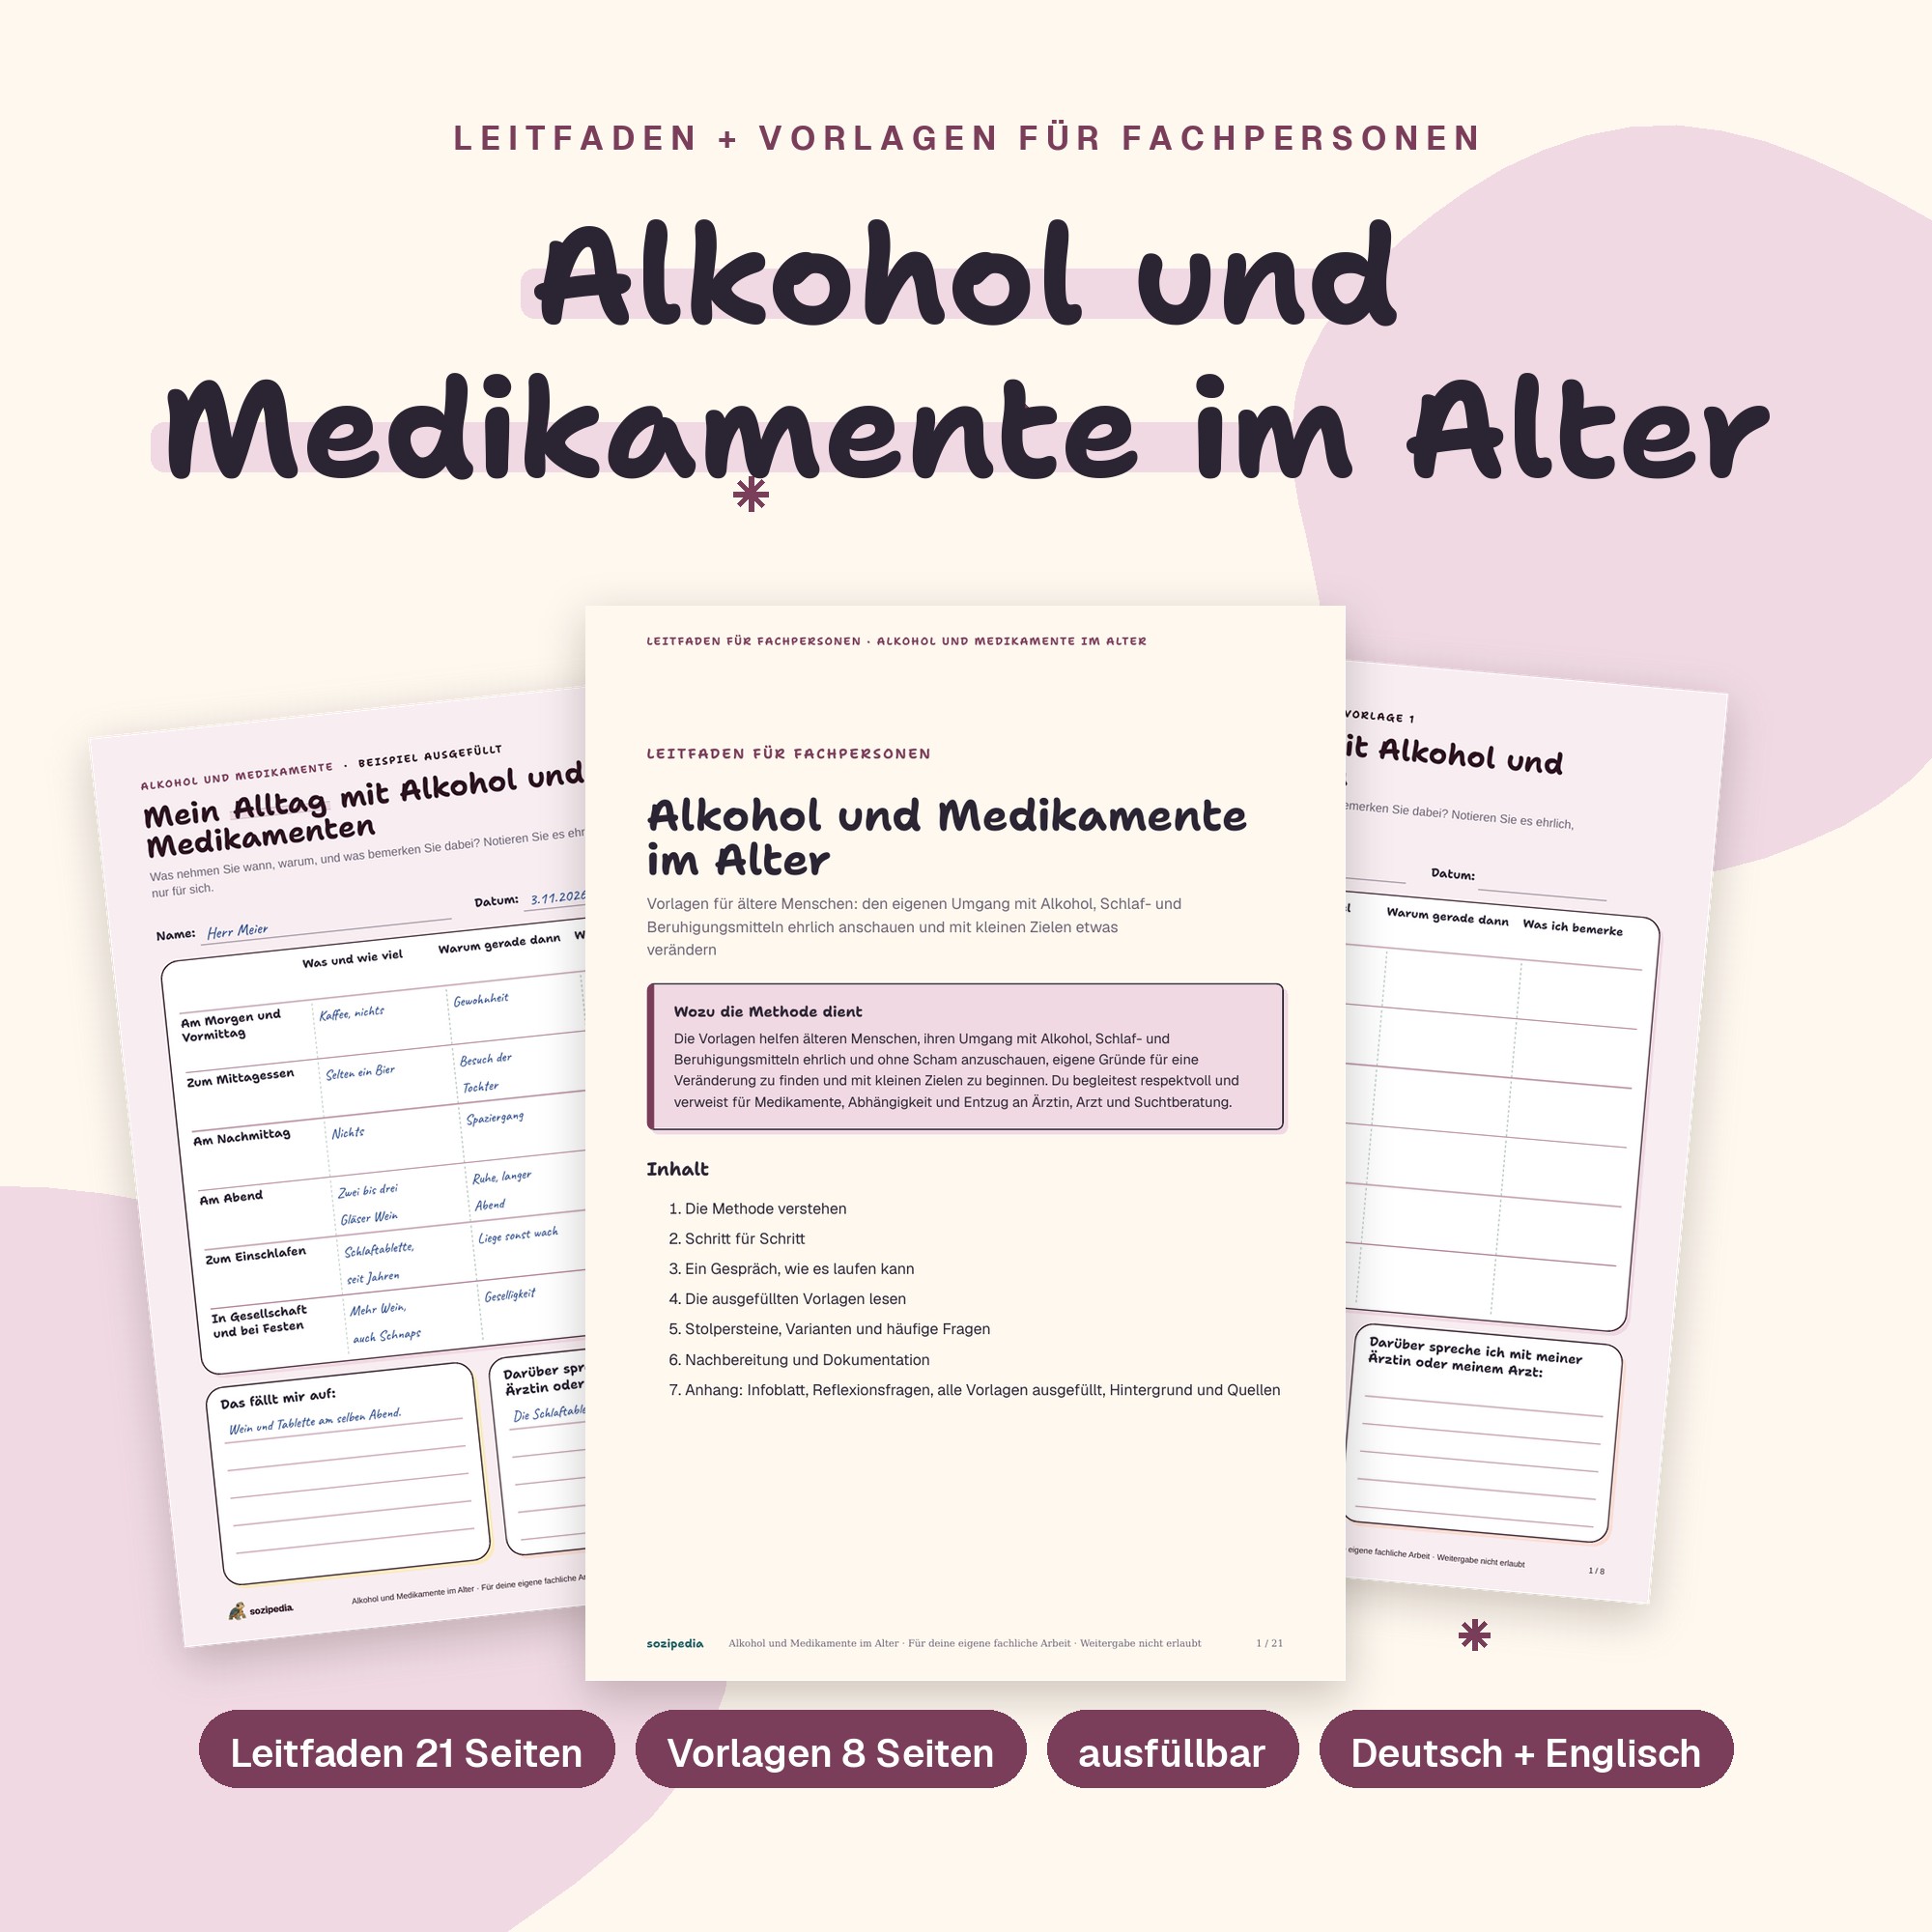 LEITFADEN + VORLAGEN FÜR FACHPERSONEN
Alkohol und
Medikamente im Alter
ALKOHOL UND MEDIKAMENTE · BEISPIEL AUSGEFÜLLT
Mein Alltag mit Alkohol und
Medikamenten
Was nehmen Sie wann, warum, und was bemerken Sie dabei? Notieren Sie es
nur für sich.
Name: Herr Meier
Datum: 3.11.2026
Was und wie viel
Warum gerade dann
Am Morgen und
Vormittag
Kaffee, nichts
Gewohnheit
Zum Mittagessen
Selten ein Bier
Besuch der
Tochter
Am Nachmittag
Nichts
Spaziergang
Am Abend
Zwei bis drei
Gläser Wein
Ruhe, langer
Abend
Zum Einschlafen
Schlaftablette,
seit Jahren
Liege sonst wach
In Gesellschaft
und bei Festen
Mehr Wein,
auch Schnaps
Geselligkeit
Das fällt mir auf:
Wein und Tablette am selben Abend.
Darüber
Ärztin oder
Die
sozipedia.
Alkohol und Medikamente im Alter · Für deine eigene fachliche
LEITFADEN FÜR FACHPERSONEN · ALKOHOL UND MEDIKAMENTE IM ALTER
LEITFADEN FÜR FACHPERSONEN
Alkohol und Medikamente
im Alter
Vorlagen für ältere Menschen: den eigenen Umgang mit Alkohol, Schlaf- und
Beruhigungsmitteln ehrlich anschauen und mit kleinen Zielen etwas
verändern
Wozu die Methode dient
Die Vorlagen helfen älteren Menschen, ihren Umgang mit Alkohol, Schlaf- und
Beruhigungsmitteln ehrlich und ohne Scham anzuschauen, eigene Gründe für eine
Veränderung zu finden und mit kleinen Zielen zu beginnen. Du begleitest respektvoll und
verweist für Medikamente, Abhängigkeit und Entzug an Ärztin, Arzt und Suchtberatung.
Inhalt
1. Die Methode verstehen
2. Schritt für Schritt
3. Ein Gespräch, wie es laufen kann
4. Die ausgefüllten Vorlagen lesen
5. Stolpersteine, Varianten und häufige Fragen
6. Nachbereitung und Dokumentation
7. Anhang: Infoblatt, Reflexionsfragen, alle Vorlagen ausgefüllt, Hintergrund und Quellen
sozipedia
Alkohol und Medikamente im Alter · Für deine eigene fachliche Arbeit · Weitergabe nicht erlaubt
1 / 21
VORLAGE 1
Alkohol und
dabei? Notieren Sie es ehrlich,
Datum:
Warum gerade dann
Was ich bemerke
Darüber spreche ich mit meiner
Ärztin oder meinem Arzt:
eigene fachliche Arbeit · Weitergabe nicht erlaubt
1 / 8
Leitfaden 21 Seiten
Vorlagen 8 Seiten
ausfüllbar
Deutsch + Englisch